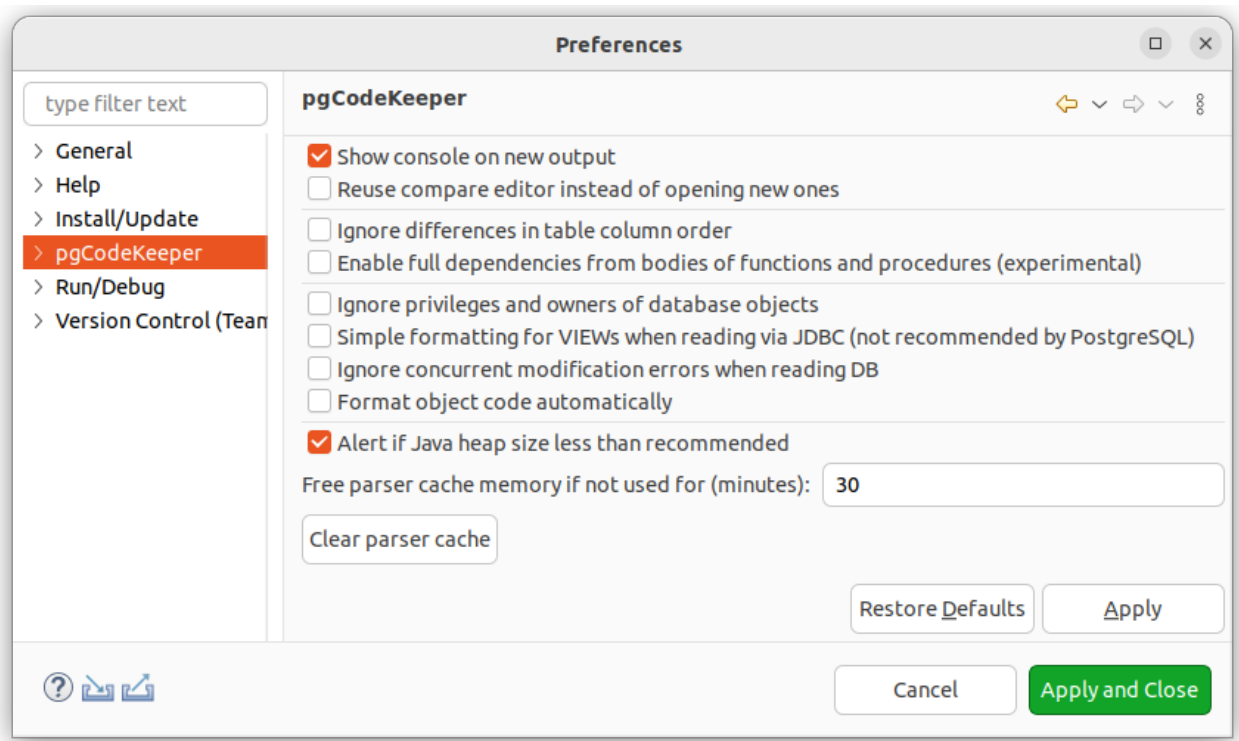 Preferences
type filter text
General
Help
Install/Update
pgCodeKeeper
Run/Debug
Version Control (Team
pgCodeKeeper
Show console on new output
Reuse compare editor instead of opening new ones
Ignore differences in table column order
Enable full dependencies from bodies of functions and procedures (experimental)
Ignore privileges and owners of database objects
Simple formatting for VIEWs when reading via JDBC (not recommended by PostgreSQL)
Ignore concurrent modification errors when reading DB
Format object code automatically
Alert if Java heap size less than recommended
Free parser cache memory if not used for (minutes): 30
Clear parser cache
Restore Defaults Apply
Cancel Apply and Close